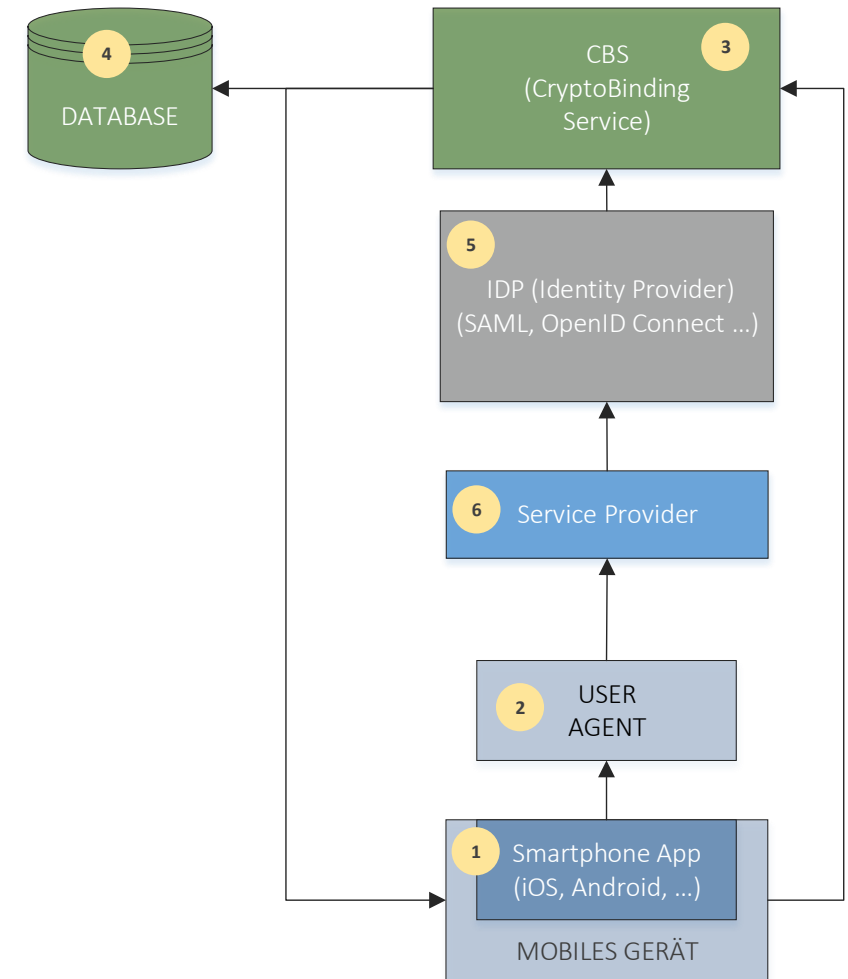 4
DATABASE
3
CBS
(CryptoBinding
Service)
5
IDP (Identity Provider)
(SAML, OpenID Connect ...)
6
Service Provider
2
USER
AGENT
1
Smartphone App
(iOS, Android, ...)
MOBILES GERÄT